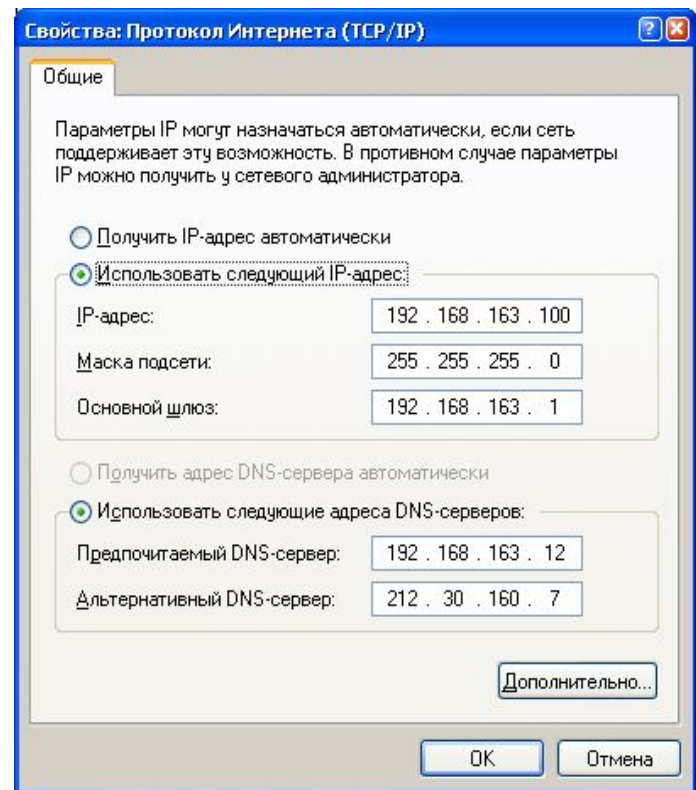 Свойства: Протокол Интернета (TCP/IP)
Общие
Параметры IP могут назначаться автоматически, если сеть
поддерживает эту возможность. В противном случае параметры
IP можно получить у сетевого администратора.
Получить IP-адрес автоматически
Использовать следующий IP-адрес:
IP-адрес: 192 . 168 . 163 . 100
Маска подсети: 255 . 255 . 255 . 0
Основной шлюз: 192 . 168 . 163 . 1
Получить адрес DNS-сервера автоматически
Использовать следующие адреса DNS-серверов:
Предпочитаемый DNS-сервер: 192 . 168 . 163 . 12
Альтернативный DNS-сервер: 212 . 30 . 160 . 7
Дополнительно...
OK Отмена